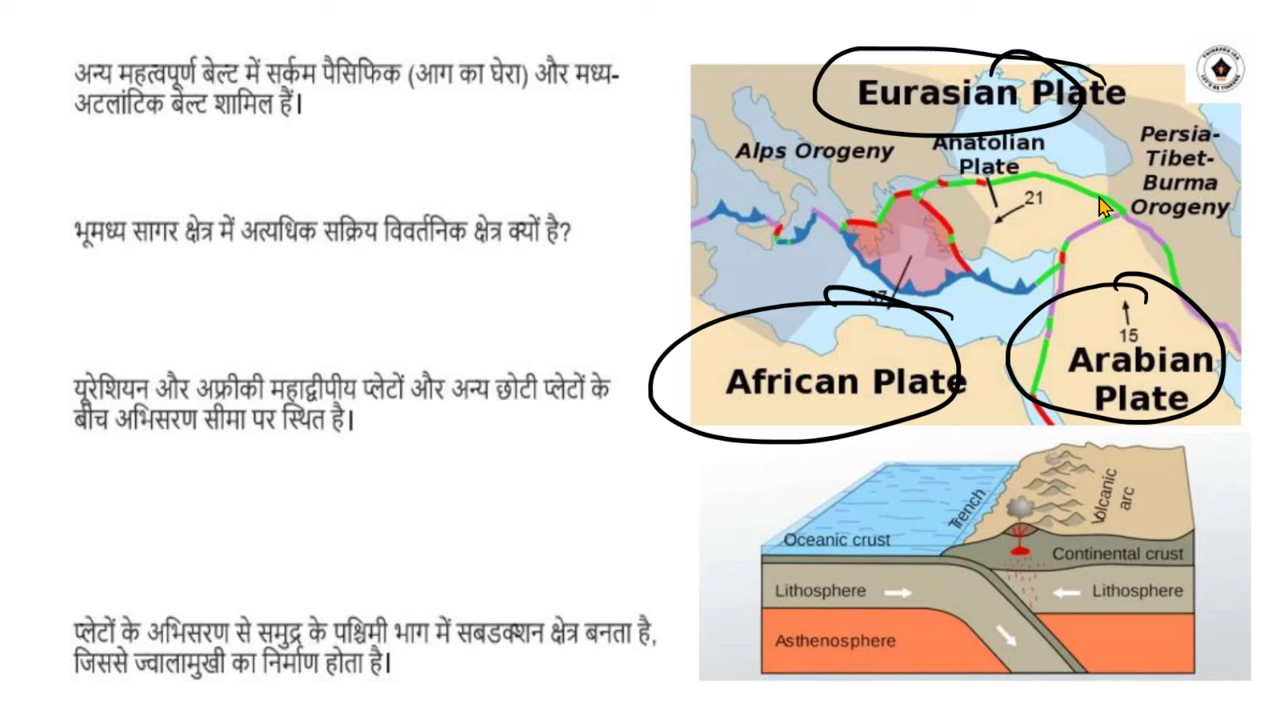 अन्य महत्वपूर्ण बेल्ट में सर्कम पैसिफिक (आग का घेरा) और मध्य-
अटलांटिक बेल्ट शामिल हैं।
भूमध्य सागर क्षेत्र में अत्यधिक सक्रिय विवर्तनिक क्षेत्र क्यों है?
यूरेशियन और अफ्रीकी महाद्वीपीय प्लेटों और अन्य छोटी प्लेटों के
बीच अभिसरण सीमा पर स्थित है।
प्लेटों के अभिसरण से समुद्र के पश्चिमी भाग में सबडक्शन क्षेत्र बनता है,
जिससे ज्वालामुखी का निर्माण होता है।
Eurasian Plate
Alps Orogeny
Anatolian
Plate
Persia-
Tibet-
Burma
Orogeny
21
37
15
African Plate
Arabian
Plate
Trench
Volcanic
arc
Oceanic crust
Continental crust
Lithosphere
Lithosphere
Asthenosphere